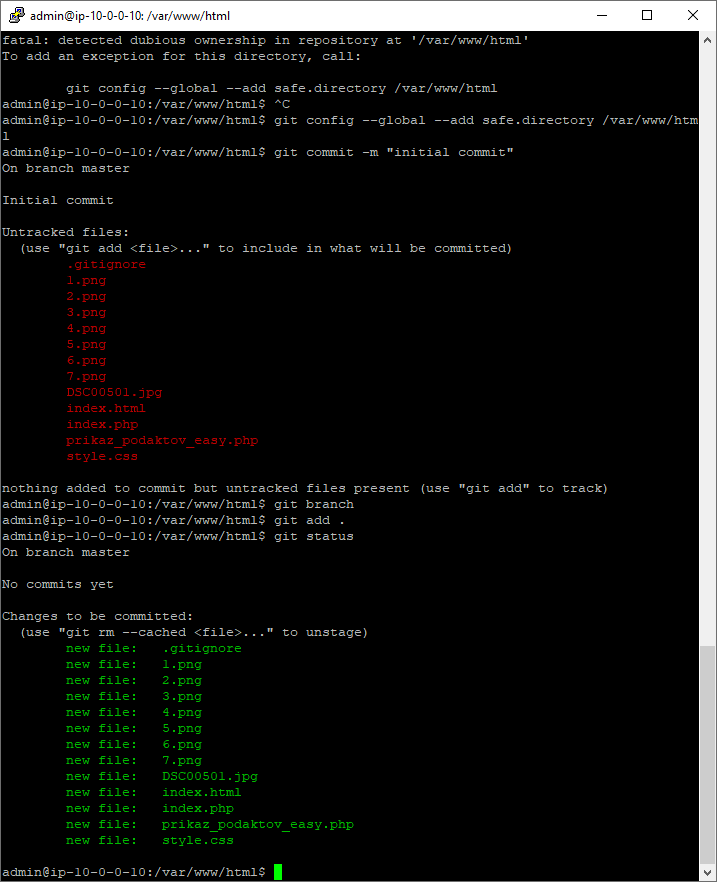 admin@ip-10-0-0-10: /var/www/html
fatal: detected dubious ownership in repository at '/var/www/html'
To add an exception for this directory, call:
git config --global --add safe.directory /var/www/html
admin@ip-10-0-0-10:/var/www/html$ ^C
admin@ip-10-0-0-10:/var/www/html$ git config --global --add safe.directory /var/www/htm
l
admin@ip-10-0-0-10:/var/www/html$ git commit -m "initial commit"
On branch master
Initial commit
Untracked files:
(use "git add <file>..." to include in what will be committed)
.gitignore
1.png
2.png
3.png
4.png
5.png
6.png
7.png
DSC00501.jpg
index.html
index.php
prikaz_podaktov_easy.php
style.css
nothing added to commit but untracked files present (use "git add" to track)
admin@ip-10-0-0-10:/var/www/html$ git branch
admin@ip-10-0-0-10:/var/www/html$ git add .
admin@ip-10-0-0-10:/var/www/html$ git status
On branch master
No commits yet
Changes to be committed:
(use "git rm --cached <file>..." to unstage)
new file:   .gitignore
new file:   1.png
new file:   2.png
new file:   3.png
new file:   4.png
new file:   5.png
new file:   6.png
new file:   7.png
new file:   DSC00501.jpg
new file:   index.html
new file:   index.php
new file:   prikaz_podaktov_easy.php
new file:   style.css
admin@ip-10-0-0-10:/var/www/html$